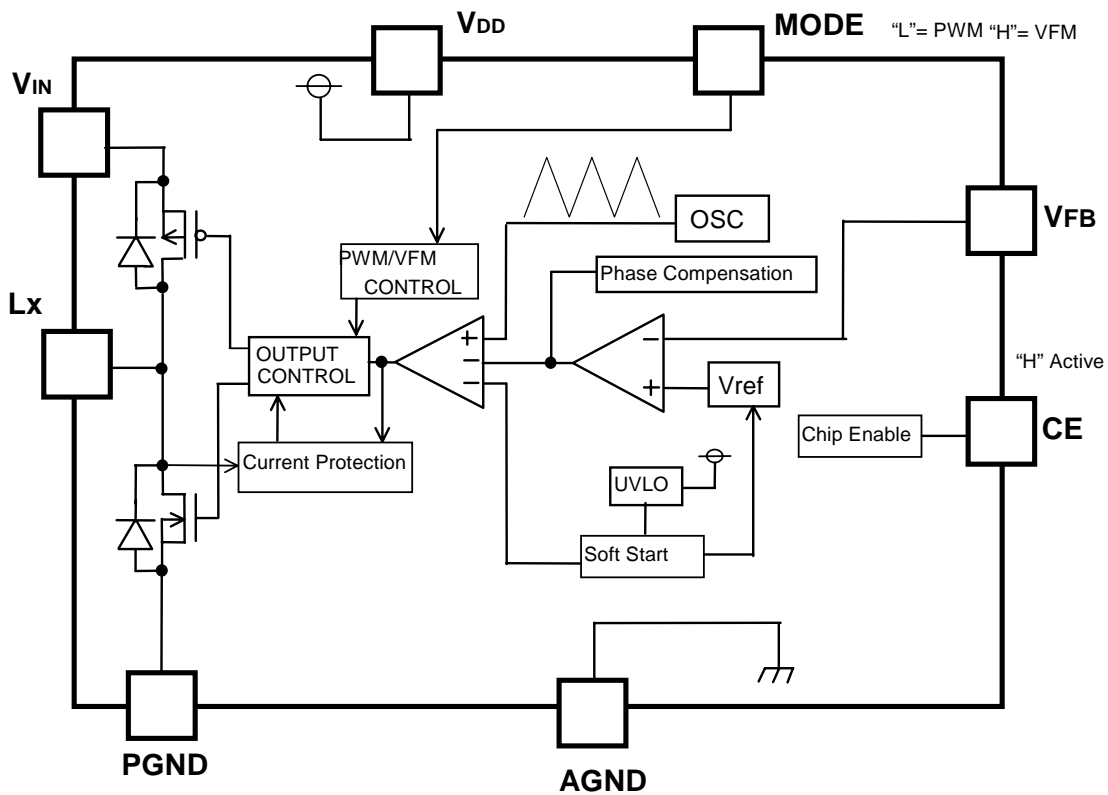 VDD
MODE
“L”= PWM “H”= VFM
VIN
OSC
VFB
PWM/VFM
CONTROL
Phase Compensation
Lx
+
−
−
−
+
OUTPUT
CONTROL
Vref
“H” Active
Chip Enable
CE
Current Protection
UVLO
Soft Start
PGND
AGND